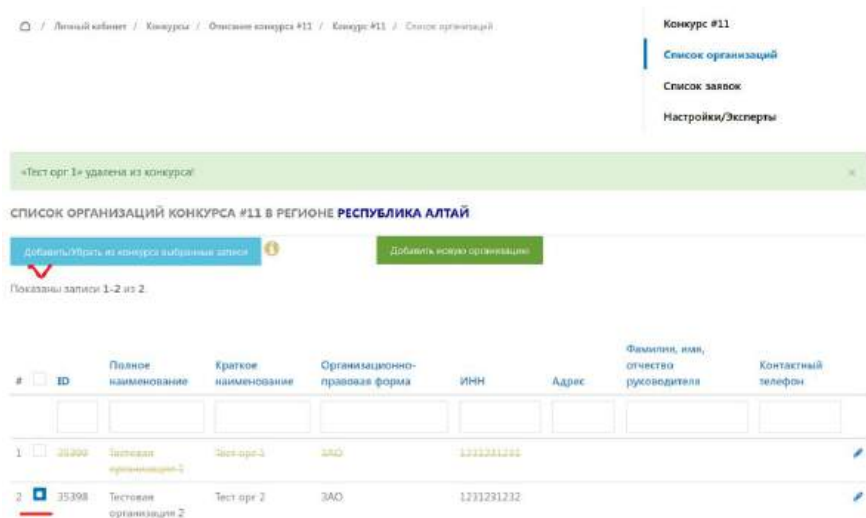 / Личный кабинет / Конкурсы / Описание конкурса #11 / Конкурс #11 / Список организаций
Конкурс #11
Список организаций
Список заявок
Настройки/Эксперты
«Тест орг 1» удалена из конкурса!
×
СПИСОК ОРГАНИЗАЦИЙ КОНКУРСА #11 В РЕГИОНЕ РЕСПУБЛИКА АЛТАЙ
Добавить/Убрать из конкурса выбранные записи
Добавить новую организацию
Показаны записи 1-2 из 2.
# ID Полное наименование Краткое наименование Организационно-правовая форма ИНН Адрес Фамилия, имя, отчество руководителя Контактный телефон
1 35399 Тестовая организация 1 Тест орг 1 ЗАО 1231231231
2 35398 Тестовая организация 2 Тест орг 2 ЗАО 1231231232